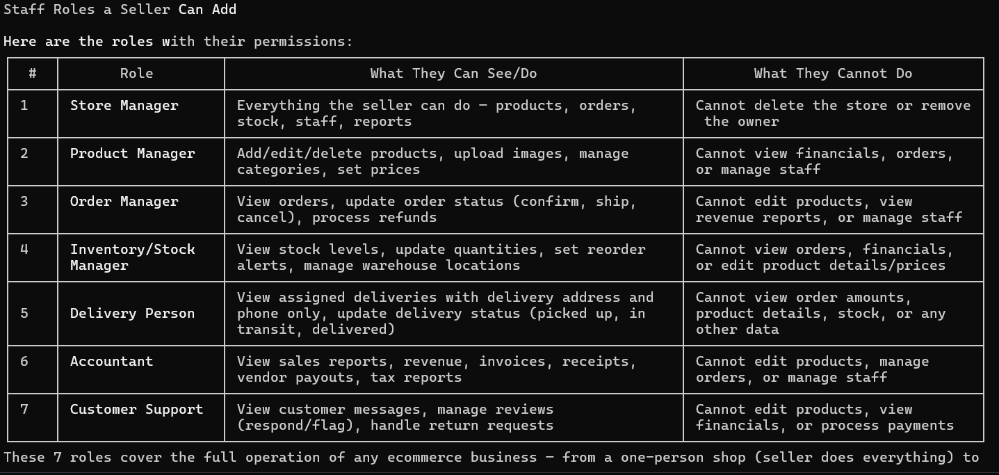 Staff Roles a Seller Can Add
Here are the roles with their permissions:
# Role What They Can See/Do What They Cannot Do
1 Store Manager Everything the seller can do — products, orders, Cannot delete the store or remove
stock, staff, reports the owner
2 Product Manager Add/edit/delete products, upload images, manage Cannot view financials, orders,
categories, set prices or manage staff
3 Order Manager View orders, update order status (confirm, ship, Cannot edit products, view
cancel), process refunds revenue reports, or manage staff
4 Inventory/Stock View stock levels, update quantities, set reorder Cannot view orders, financials,
Manager alerts, manage warehouse locations or edit product details/prices
View assigned deliveries with delivery address and Cannot view order amounts,
5 Delivery Person phone only, update delivery status (picked up, in product details, stock, or any
transit, delivered) other data
6 Accountant View sales reports, revenue, invoices, receipts, Cannot edit products, manage
vendor payouts, tax reports orders, or manage staff
7 Customer Support View customer messages, manage reviews Cannot edit products, view
(respond/flag), handle return requests financials, or process payments
These 7 roles cover the full operation of any ecommerce business — from a one-person shop (seller does everything) to